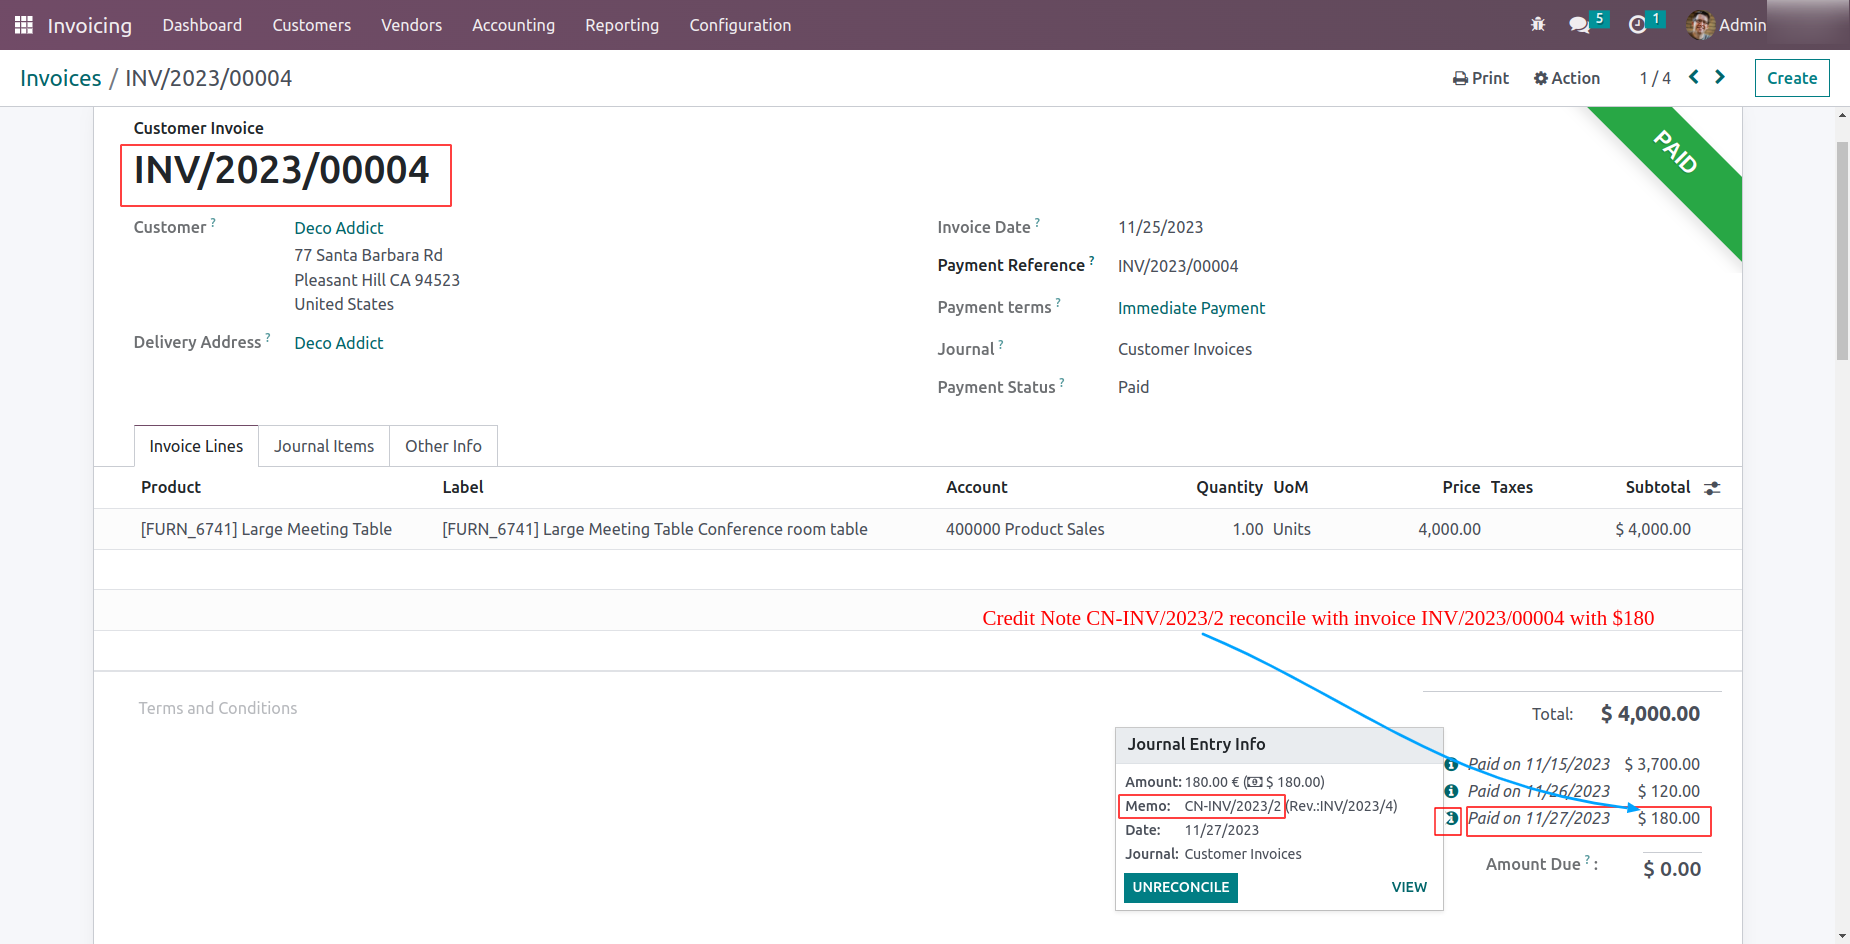 Invoicing Dashboard Customers Vendors Accounting Reporting Configuration 5 1 Admin
Invoices / INV/2023/00004 Print Action 1 / 4 Create
Customer Invoice
PAID
INV/2023/00004
Customer ? Deco Addict
77 Santa Barbara Rd
Pleasant Hill CA 94523
United States
Delivery Address ? Deco Addict
Invoice Date ? 11/25/2023
Payment Reference ? INV/2023/00004
Payment terms ? Immediate Payment
Journal ? Customer Invoices
Payment Status ? Paid
Invoice Lines Journal Items Other Info
Product Label Account Quantity UoM Price Taxes Subtotal
[FURN_6741] Large Meeting Table [FURN_6741] Large Meeting Table Conference room table 400000 Product Sales 1.00 Units 4,000.00 $ 4,000.00
Credit Note CN-INV/2023/2 reconcile with invoice INV/2023/00004 with $180
Terms and Conditions
Total: $ 4,000.00
Journal Entry Info
Amount: 180.00 € ( $ 180.00)
Memo: CN-INV/2023/2 (Rev.:INV/2023/4)
Date: 11/27/2023
Journal: Customer Invoices
UNRECONCILE VIEW
Paid on 11/15/2023 $ 3,700.00
Paid on 11/26/2023 $ 120.00
Paid on 11/27/2023 $ 180.00
Amount Due ? : $ 0.00